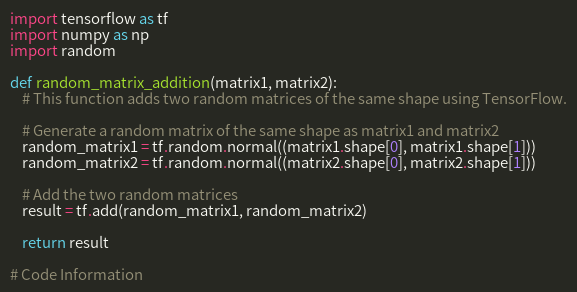 import tensorflow as tf
import numpy as np
import random
def random_matrix_addition(matrix1, matrix2):
# This function adds two random matrices of the same shape using TensorFlow.
# Generate a random matrix of the same shape as matrix1 and matrix2
random_matrix1 = tf.random.normal((matrix1.shape[0], matrix1.shape[1]))
random_matrix2 = tf.random.normal((matrix2.shape[0], matrix2.shape[1]))
# Add the two random matrices
result = tf.add(random_matrix1, random_matrix2)
return result
# Code Information